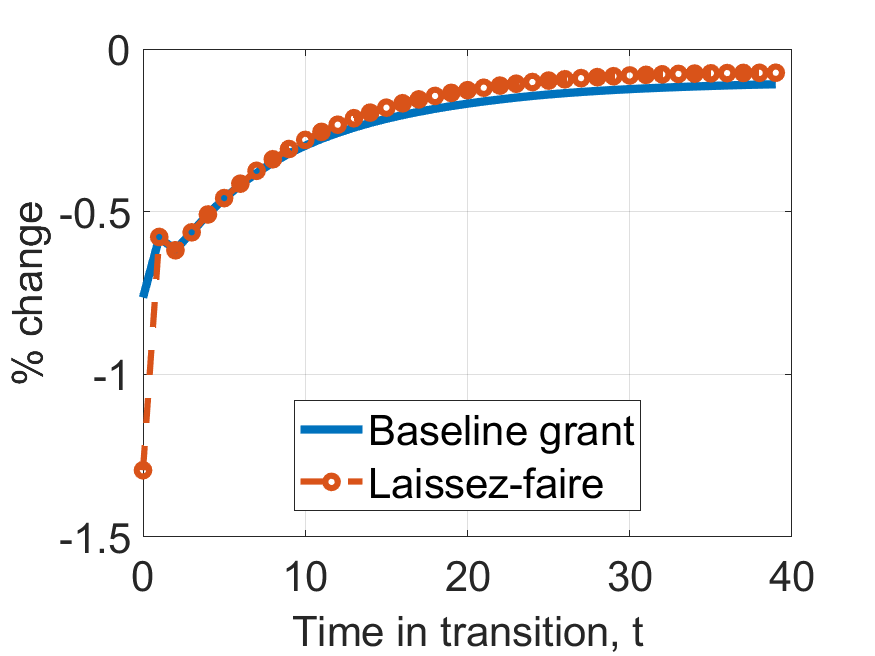 0
-0.5
-1
-1.5
% change
Baseline grant
Laissez-faire
0 10 20 30 40
Time in transition, t